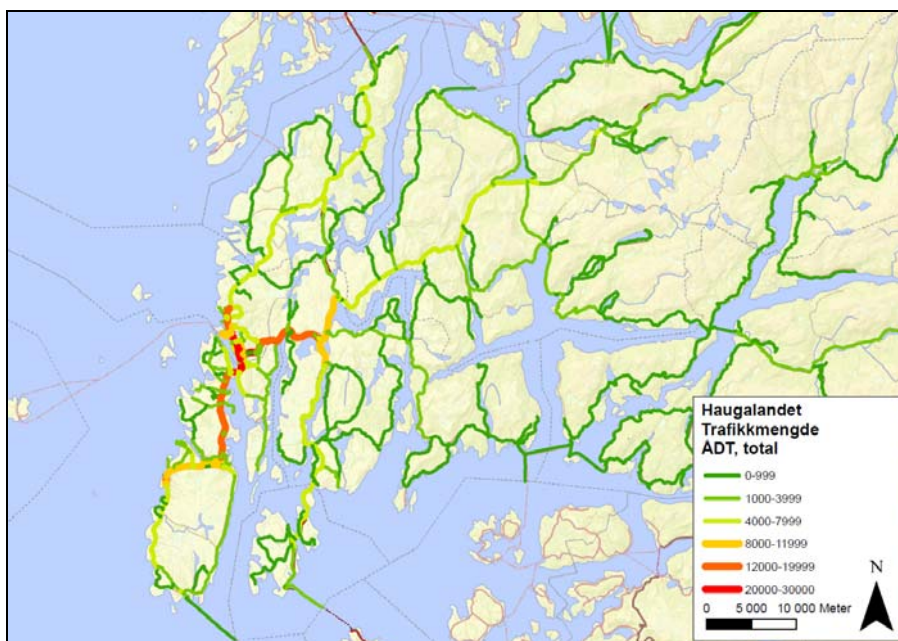 Haugalandet
Trafikkmengde
ÅDT, total
0-999
1000-3999
4000-7999
8000-11999
12000-19999
20000-30000
0 5 000 10 000 Meter
N